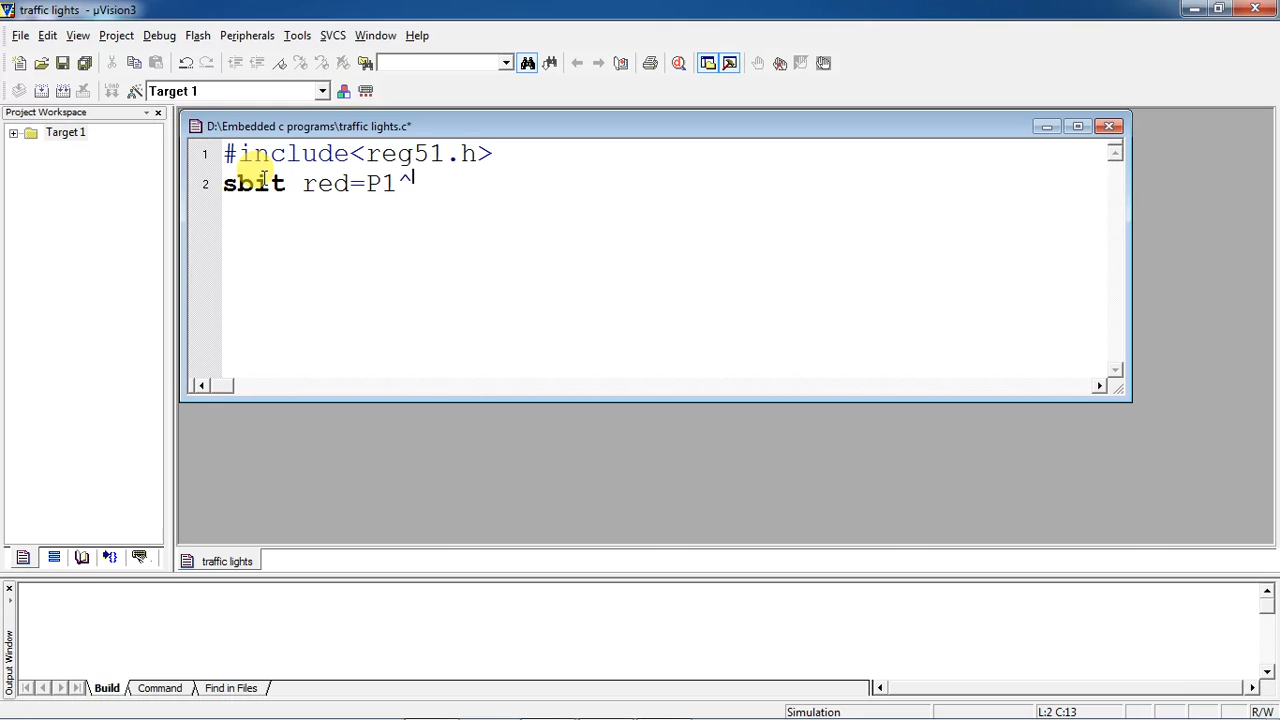 traffic lights - µVision3
File Edit View Project Debug Flash Peripherals Tools SVCS Window Help
Target 1
Project Workspace
Target 1
D:\Embedded c programs\traffic lights.c*
1 #include<reg51.h>
2 sbit red=P1^
traffic lights
Output Window
Build Command Find in Files
Simulation L:2 C:13 R/W